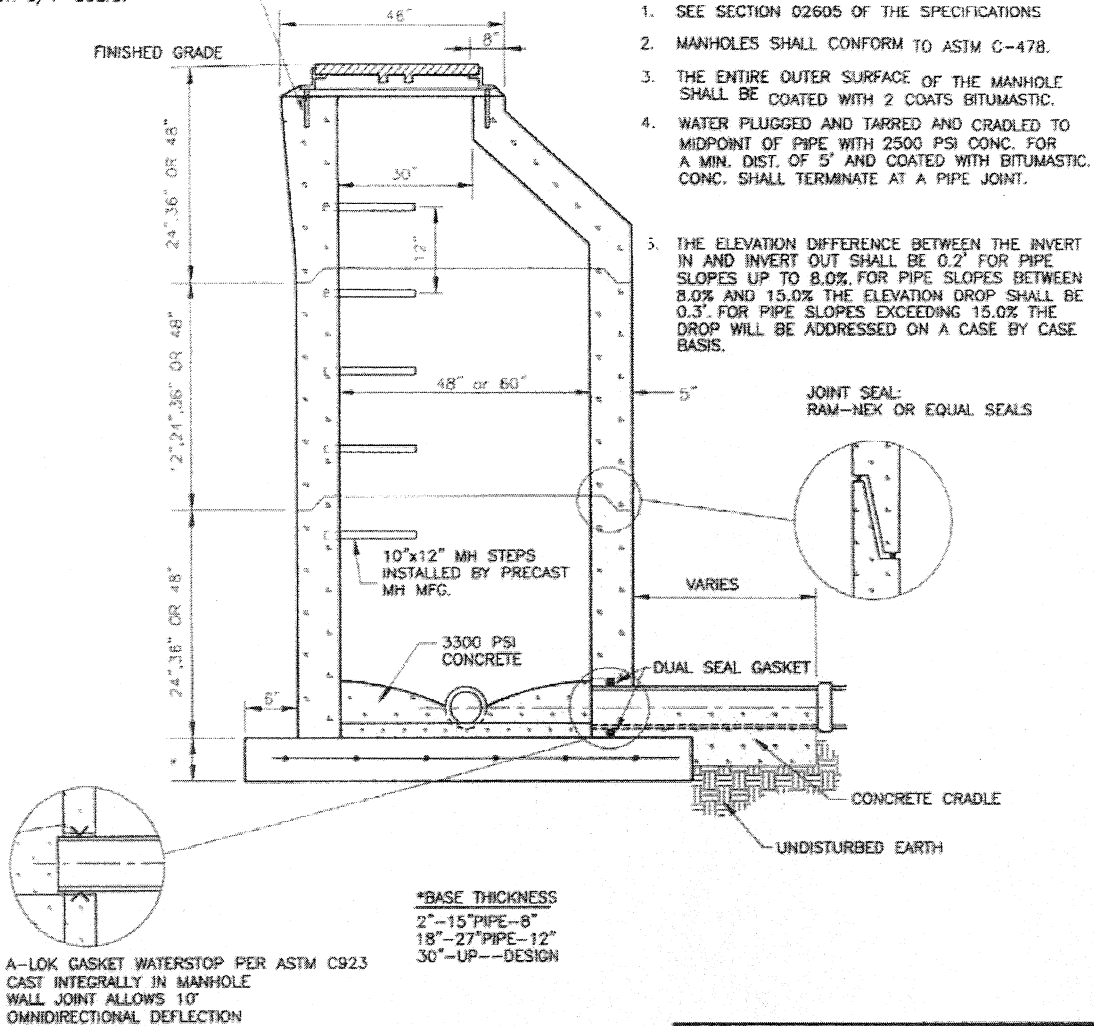 46"
8"
FINISHED GRADE
24",36" OR 48"
30"
12"
12",24",36" OR 48"
48" or 60"
5"
10"x12" MH STEPS
INSTALLED BY PRECAST
MH MFG.
24",36" OR 48"
3300 PSI
CONCRETE
6"
*
1. SEE SECTION 02605 OF THE SPECIFICATIONS
2. MANHOLES SHALL CONFORM TO ASTM C-478.
3. THE ENTIRE OUTER SURFACE OF THE MANHOLE
SHALL BE COATED WITH 2 COATS BITUMASTIC.
4. WATER PLUGGED AND TARRED AND CRADLED TO
MIDPOINT OF PIPE WITH 2500 PSI CONC. FOR
A MIN. DIST. OF 5' AND COATED WITH BITUMASTIC.
CONC. SHALL TERMINATE AT A PIPE JOINT.
5. THE ELEVATION DIFFERENCE BETWEEN THE INVERT
IN AND INVERT OUT SHALL BE 0.2' FOR PIPE
SLOPES UP TO 8.0%. FOR PIPE SLOPES BETWEEN
8.0% AND 15.0% THE ELEVATION DROP SHALL BE
0.3'. FOR PIPE SLOPES EXCEEDING 15.0% THE
DROP WILL BE ADDRESSED ON A CASE BY CASE
BASIS.
JOINT SEAL:
RAM-NEK OR EQUAL SEALS
VARIES
DUAL SEAL GASKET
CONCRETE CRADLE
UNDISTURBED EARTH
*BASE THICKNESS
2"-15"PIPE-8"
18"-27"PIPE-12"
30"-UP--DESIGN
A-LOK GASKET WATERSTOP PER ASTM C923
CAST INTEGRALLY IN MANHOLE
WALL JOINT ALLOWS 10°
OMNIDIRECTIONAL DEFLECTION